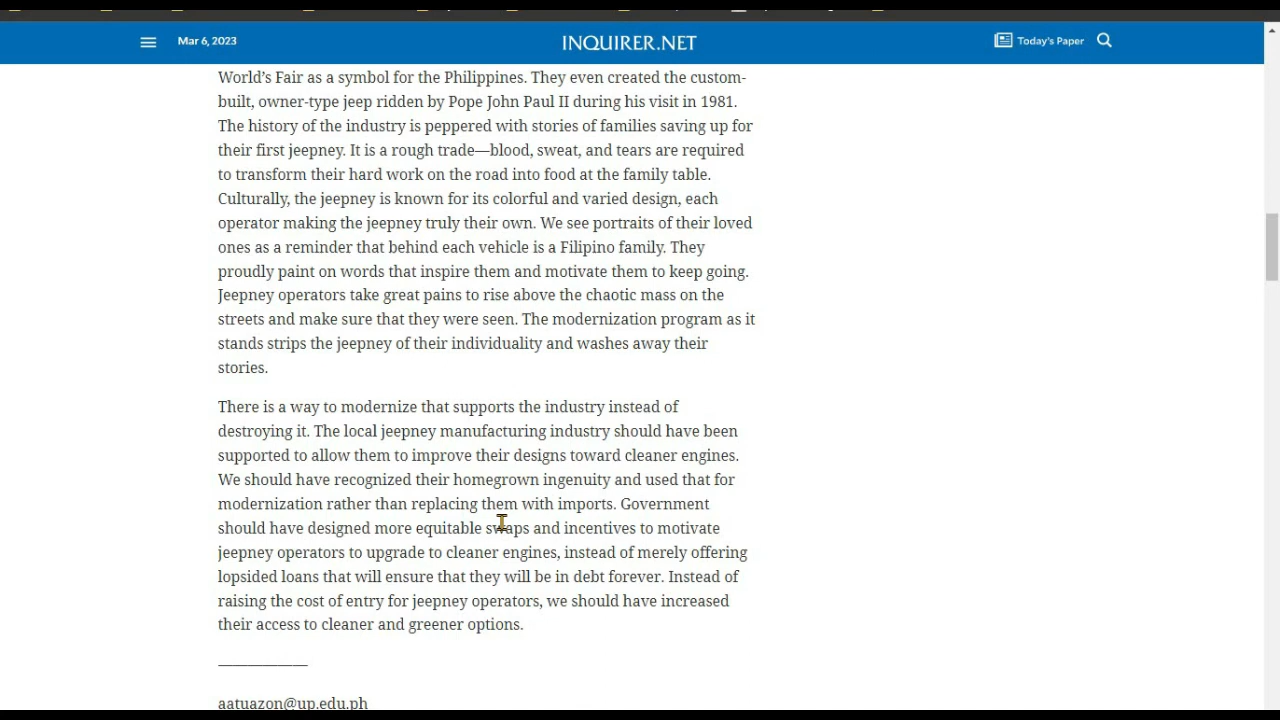 Mar 6, 2023
INQUIRER.NET
Today's Paper
World’s Fair as a symbol for the Philippines. They even created the custom-
built, owner-type jeep ridden by Pope John Paul II during his visit in 1981.
The history of the industry is peppered with stories of families saving up for
their first jeepney. It is a rough trade—blood, sweat, and tears are required
to transform their hard work on the road into food at the family table.
Culturally, the jeepney is known for its colorful and varied design, each
operator making the jeepney truly their own. We see portraits of their loved
ones as a reminder that behind each vehicle is a Filipino family. They
proudly paint on words that inspire them and motivate them to keep going.
Jeepney operators take great pains to rise above the chaotic mass on the
streets and make sure that they were seen. The modernization program as it
stands strips the jeepney of their individuality and washes away their
stories.
There is a way to modernize that supports the industry instead of
destroying it. The local jeepney manufacturing industry should have been
supported to allow them to improve their designs toward cleaner engines.
We should have recognized their homegrown ingenuity and used that for
modernization rather than replacing them with imports. Government
should have designed more equitable swaps and incentives to motivate
jeepney operators to upgrade to cleaner engines, instead of merely offering
lopsided loans that will ensure that they will be in debt forever. Instead of
raising the cost of entry for jeepney operators, we should have increased
their access to cleaner and greener options.
—————–
aatuazon@up.edu.ph